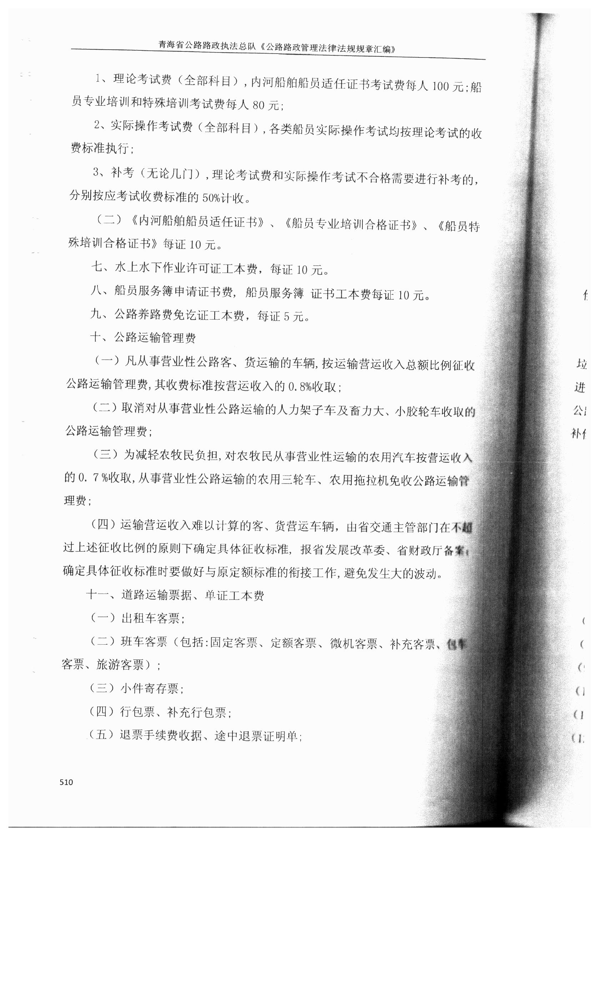 青海省公路路政执法总队《公路路政管理法律法规规章汇编》
1、理论考试费（全部科目）,内河船舶船员适任证书考试费每人 100 元;船
员专业培训和特殊培训考试费每人 80 元;
2、实际操作考试费（全部科目）,各类船员实际操作考试均按理论考试的收
费标准执行;
3、补考（无论几门）,理论考试费和实际操作考试不合格需要进行补考的,
分别按应考试收费标准的 50%计收。
（二）《内河船舶船员适任证书》、《船员专业培训合格证书》、《船员特
殊培训合格证书》每证 10 元。
七、水上水下作业许可证工本费，每证 10 元。
八、船员服务簿申请证书费, 船员服务簿 证书工本费每证 10 元。
九、公路养路费免讫证工本费，每证 5 元。
十、公路运输管理费
（一）凡从事营业性公路客、货运输的车辆,按运输营运收入总额比例征收
公路运输管理费,其收费标准按营运收入的 0.8%收取;
（二）取消对从事营业性公路运输的人力架子车及畜力大、小胶轮车收取的
公路运输管理费;
（三）为减轻农牧民负担,对农牧民从事营业性运输的农用汽车按营运收入
的 0. 7 %收取,从事营业性公路运输的农用三轮车、农用拖拉机免收公路运输管
理费;
（四）运输营运收入难以计算的客、货营运车辆，由省交通主管部门在不超
过上述征收比例的原则下确定具体征收标准, 报省发展改革委、省财政厅备案;
确定具体征收标准时要做好与原定额标准的衔接工作,避免发生大的波动。
十一、道路运输票据、单证工本费
（一）出租车客票;
（二）班车客票（包括:固定客票、定额客票、微机客票、补充客票、包车
客票、旅游客票）;
（三）小件寄存票;
（四）行包票、补充行包票;
（五）退票手续费收据、途中退票证明单;
510
垃
进
公
补